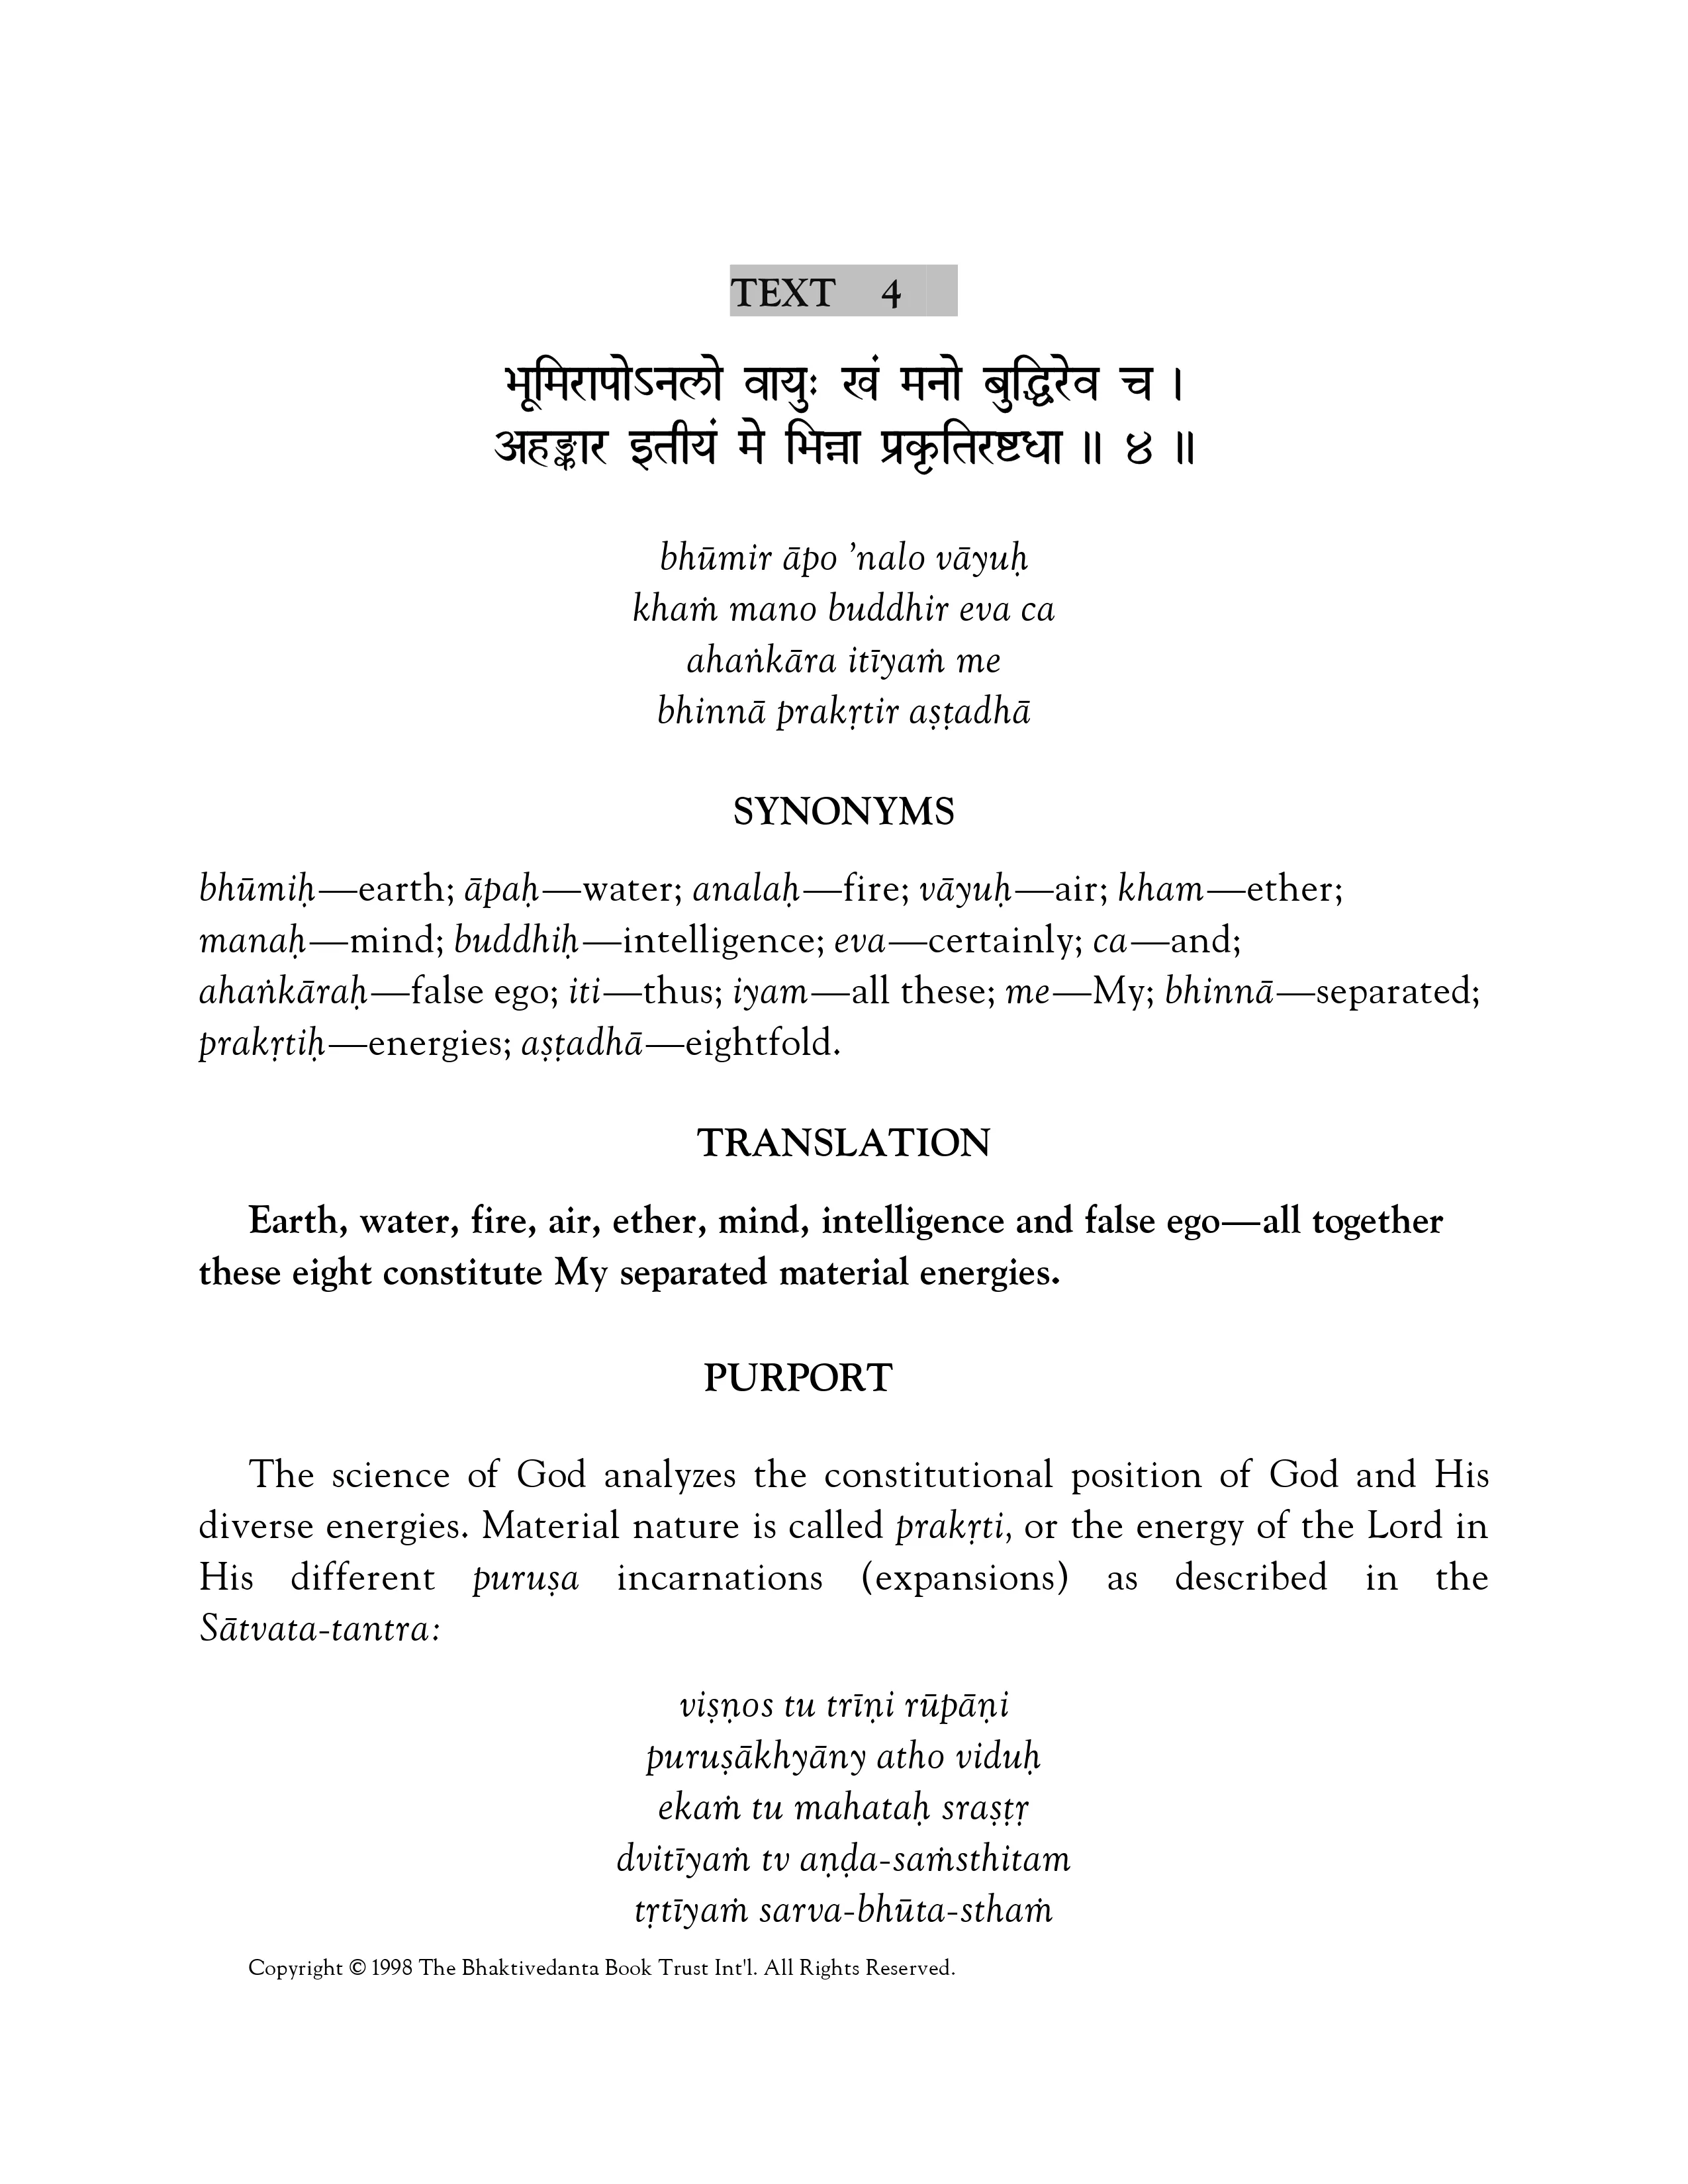 TEXT 4
भूमिरापोऽनलो वायुः खं मनो बुद्धिरेव च ।
अहङ्कार इतीयं मे भिन्ना प्रकृतिरष्टधा ॥ ४ ॥
bhūmir āpo ’nalo vāyuḥ
khaṁ mano buddhir eva ca
ahaṅkāra itīyaṁ me
bhinnā prakṛtir aṣṭadhā
SYNONYMS
bhūmiḥ—earth; āpaḥ—water; analaḥ—fire; vāyuḥ—air; kham—ether;
manaḥ—mind; buddhiḥ—intelligence; eva—certainly; ca—and;
ahaṅkāraḥ—false ego; iti—thus; iyam—all these; me—My; bhinnā—separated;
prakṛtiḥ—energies; aṣṭadhā—eightfold.
TRANSLATION
Earth, water, fire, air, ether, mind, intelligence and false ego—all together
these eight constitute My separated material energies.
PURPORT
The science of God analyzes the constitutional position of God and His
diverse energies. Material nature is called prakṛti, or the energy of the Lord in
His different puruṣa incarnations (expansions) as described in the
Sātvata-tantra:
viṣṇos tu trīṇi rūpāṇi
puruṣākhyāny atho viduḥ
ekaṁ tu mahataḥ sraṣṭṛ
dvitīyaṁ tv aṇḍa-saṁsthitam
tṛtīyaṁ sarva-bhūta-sthaṁ
Copyright © 1998 The Bhaktivedanta Book Trust Int'l. All Rights Reserved.